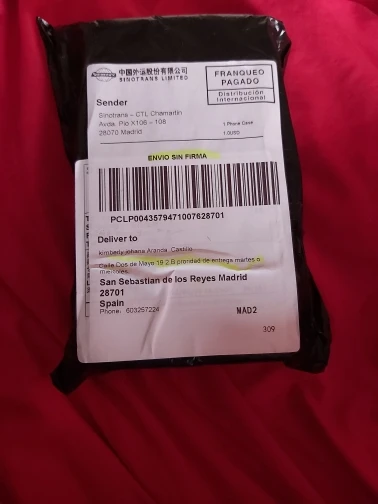 中国外运股份有限公司
SINOTRANS LIMITED
FRANQUEO
PAGADO
Distribución
Internacional
Sender
Sinotrans – CTL Chamartin
Avda. Pio X106 – 108
28070 Madrid
1 Phone Case
1.0USD
ENVIO SIN FIRMA
PCLP0043579471007628701
Deliver to
kimberly johana Aranda Castillo
Calle Dos de Mayo 19 2 B prioridad de entrega martes o
miercoles
San Sebastian de los Reyes Madrid
28701
Spain
Phone: 603257224
MAD2
309